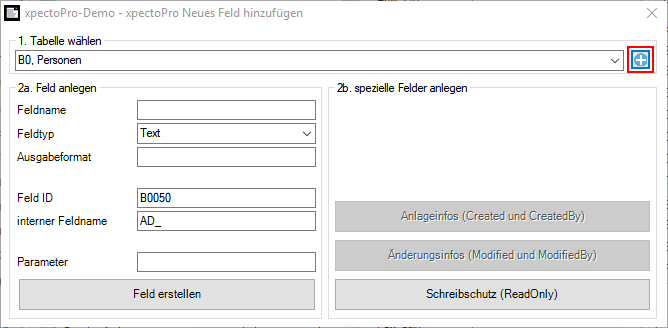 xpectoPro-Demo - xpectoPro Neues Feld hinzufügen
1. Tabelle wählen
B0, Personen
2a. Feld anlegen
Feldname
Feldtyp Text
Ausgabeformat
Feld ID B0050
interner Feldname AD_
Parameter
Feld erstellen
2b. spezielle Felder anlegen
Anlageinfos (Created und CreatedBy)
Änderungsinfos (Modified und ModifiedBy)
Schreibschutz (ReadOnly)